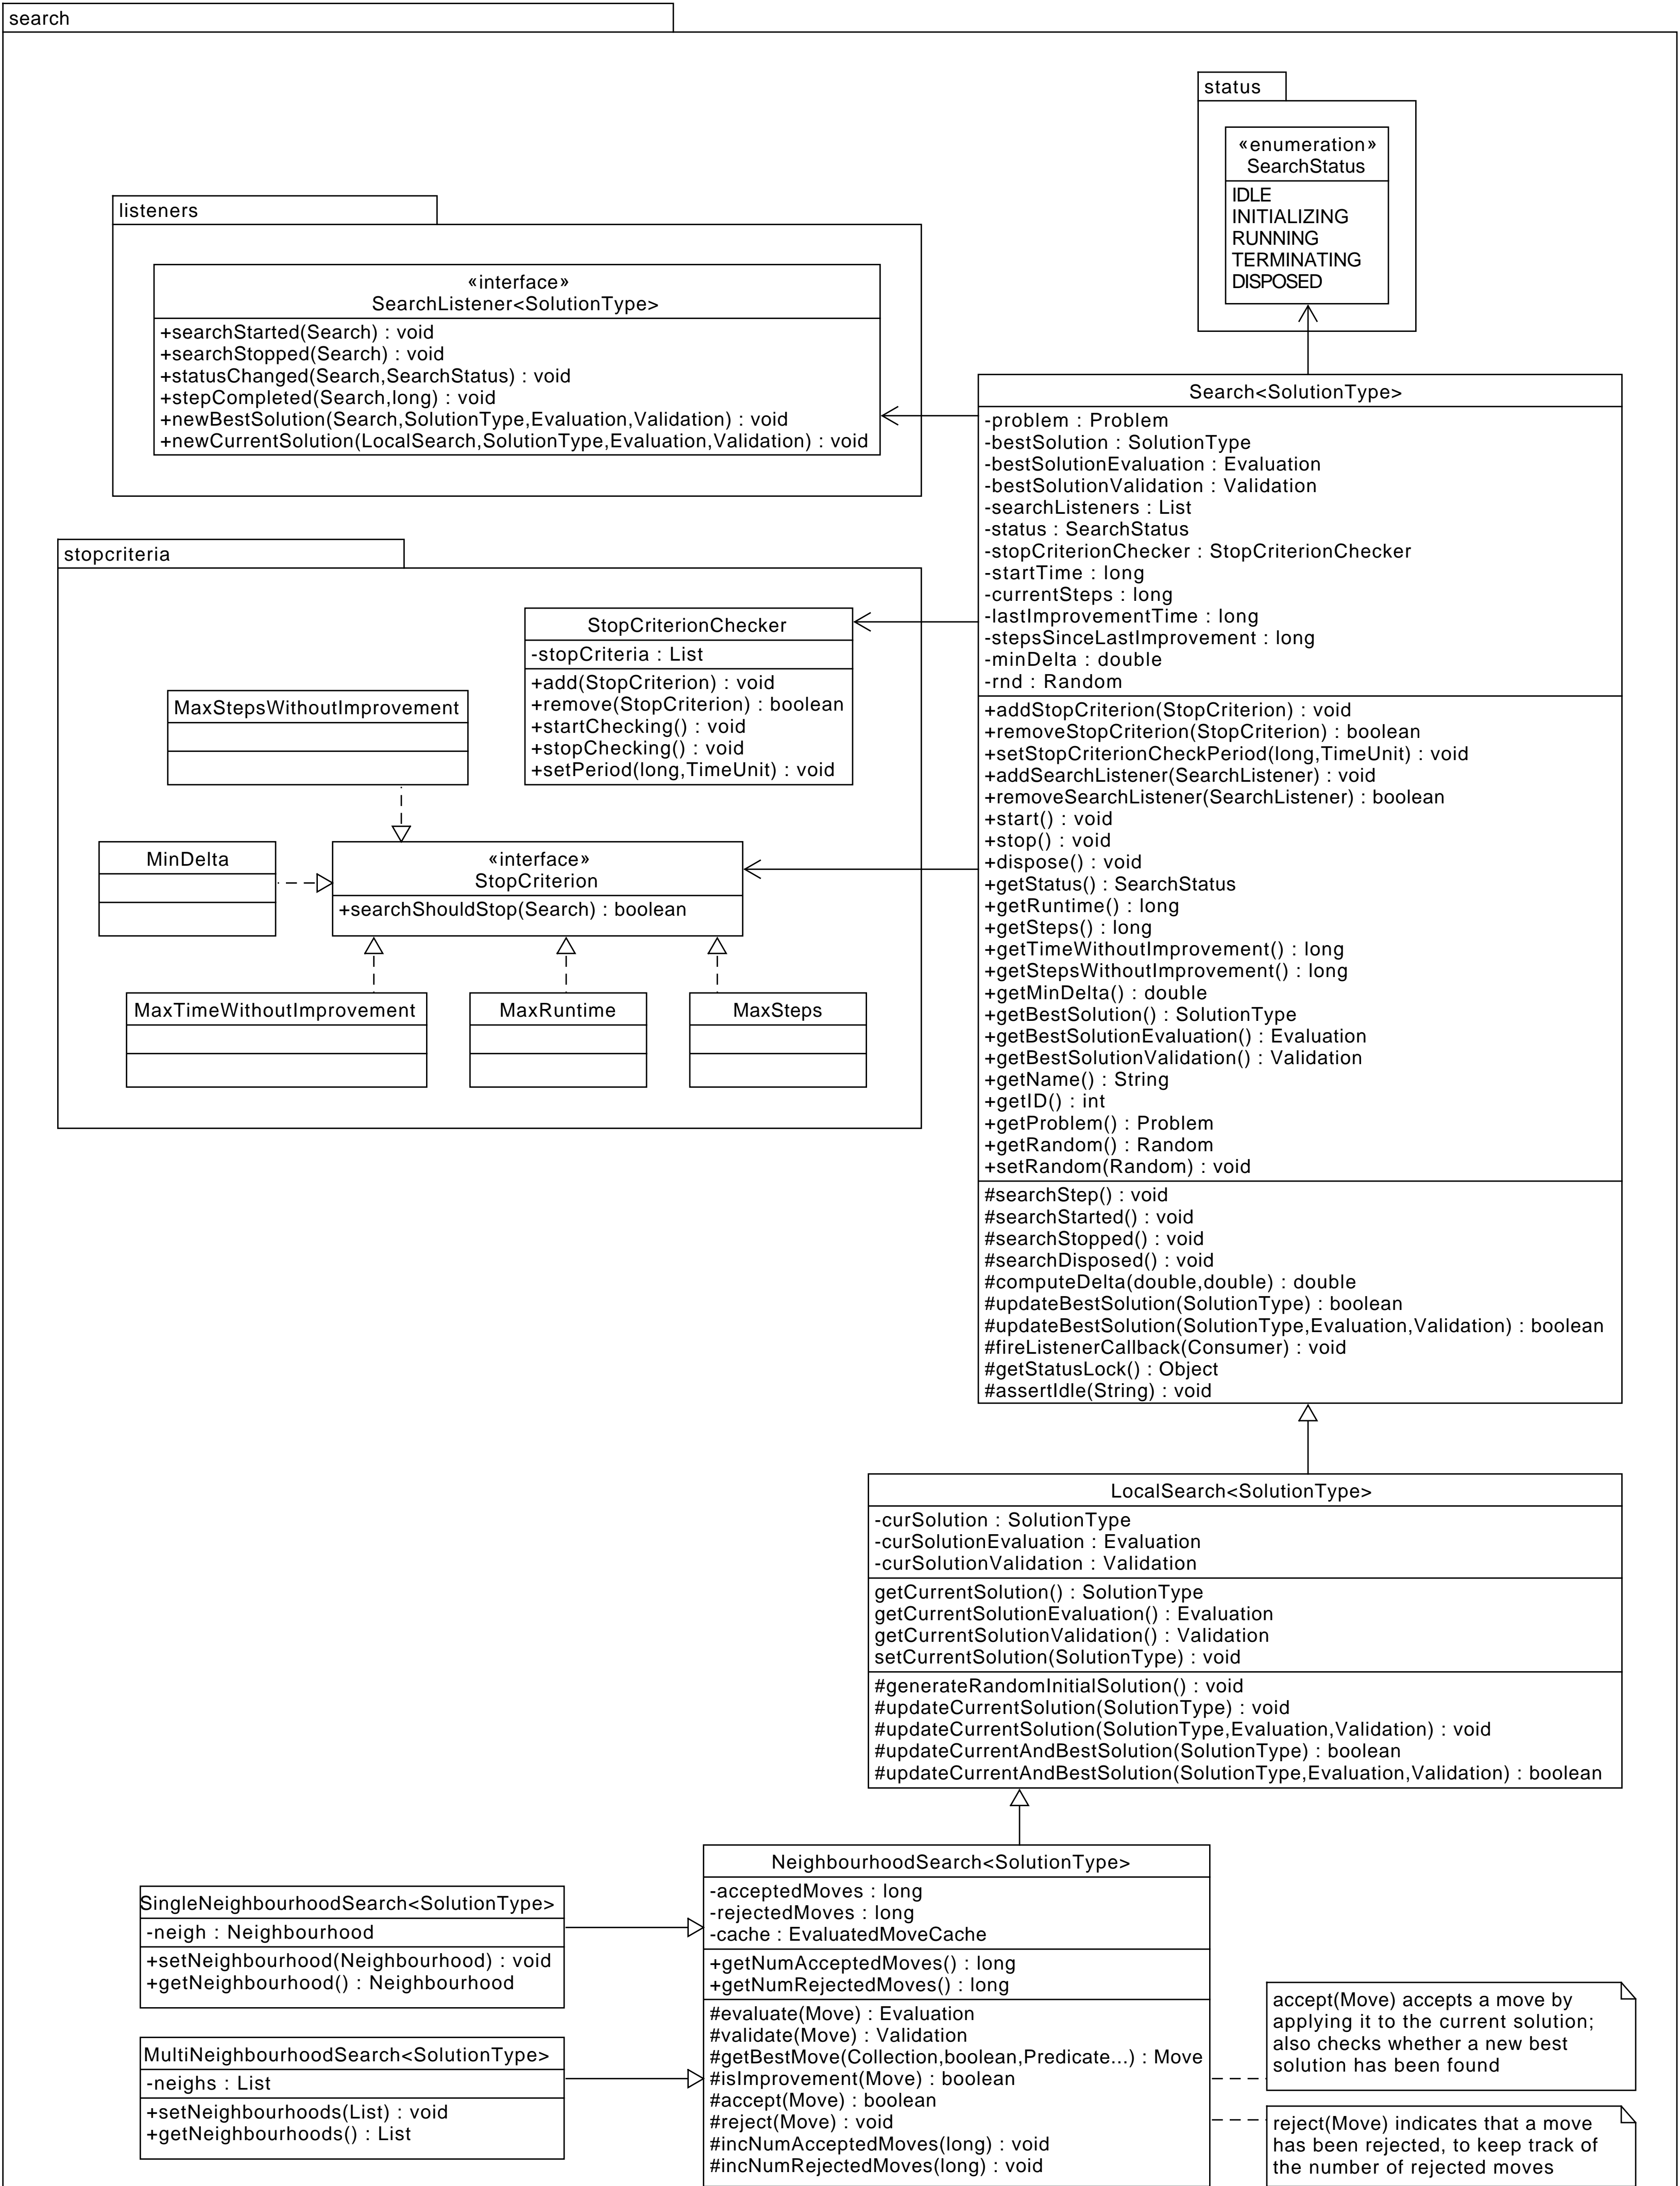 search
status
«enumeration»
SearchStatus
IDLE
INITIALIZING
RUNNING
TERMINATING
DISPOSED
listeners
«interface»
SearchListener<SolutionType>
+searchStarted(Search) : void
+searchStopped(Search) : void
+statusChanged(Search,SearchStatus) : void
+stepCompleted(Search,long) : void
+newBestSolution(Search,SolutionType,Evaluation,Validation) : void
+newCurrentSolution(LocalSearch,SolutionType,Evaluation,Validation) : void
Search<SolutionType>
-problem : Problem
-bestSolution : SolutionType
-bestSolutionEvaluation : Evaluation
-bestSolutionValidation : Validation
-searchListeners : List
-status : SearchStatus
-stopCriterionChecker : StopCriterionChecker
-startTime : long
-currentSteps : long
-lastImprovementTime : long
-stepsSinceLastImprovement : long
-minDelta : double
-rnd : Random
+addStopCriterion(StopCriterion) : void
+removeStopCriterion(StopCriterion) : boolean
+setStopCriterionCheckPeriod(long,TimeUnit) : void
+addSearchListener(SearchListener) : void
+removeSearchListener(SearchListener) : boolean
+start() : void
+stop() : void
+dispose() : void
+getStatus() : SearchStatus
+getRuntime() : long
+getSteps() : long
+getTimeWithoutImprovement() : long
+getStepsWithoutImprovement() : long
+getMinDelta() : double
+getBestSolution() : SolutionType
+getBestSolutionEvaluation() : Evaluation
+getBestSolutionValidation() : Validation
+getName() : String
+getID() : int
+getProblem() : Problem
+getRandom() : Random
+setRandom(Random) : void
#searchStep() : void
#searchStarted() : void
#searchStopped() : void
#searchDisposed() : void
#computeDelta(double,double) : double
#updateBestSolution(SolutionType) : boolean
#updateBestSolution(SolutionType,Evaluation,Validation) : boolean
#fireListenerCallback(Consumer) : void
#getStatusLock() : Object
#assertIdle(String) : void
stopcriteria
StopCriterionChecker
-stopCriteria : List
+add(StopCriterion) : void
+remove(StopCriterion) : boolean
+startChecking() : void
+stopChecking() : void
+setPeriod(long,TimeUnit) : void
MaxStepsWithoutImprovement
MinDelta
«interface»
StopCriterion
+searchShouldStop(Search) : boolean
MaxTimeWithoutImprovement
MaxRuntime
MaxSteps
LocalSearch<SolutionType>
-curSolution : SolutionType
-curSolutionEvaluation : Evaluation
-curSolutionValidation : Validation
getCurrentSolution() : SolutionType
getCurrentSolutionEvaluation() : Evaluation
getCurrentSolutionValidation() : Validation
setCurrentSolution(SolutionType) : void
#generateRandomInitialSolution() : void
#updateCurrentSolution(SolutionType) : void
#updateCurrentSolution(SolutionType,Evaluation,Validation) : void
#updateCurrentAndBestSolution(SolutionType) : boolean
#updateCurrentAndBestSolution(SolutionType,Evaluation,Validation) : boolean
NeighbourhoodSearch<SolutionType>
-acceptedMoves : long
-rejectedMoves : long
-cache : EvaluatedMoveCache
+getNumAcceptedMoves() : long
+getNumRejectedMoves() : long
#evaluate(Move) : Evaluation
#validate(Move) : Validation
#getBestMove(Collection,boolean,Predicate...) : Move
#isImprovement(Move) : boolean
#accept(Move) : boolean
#reject(Move) : void
#incNumAcceptedMoves(long) : void
#incNumRejectedMoves(long) : void
SingleNeighbourhoodSearch<SolutionType>
-neigh : Neighbourhood
+setNeighbourhood(Neighbourhood) : void
+getNeighbourhood() : Neighbourhood
MultiNeighbourhoodSearch<SolutionType>
-neighs : List
+setNeighbourhoods(List) : void
+getNeighbourhoods() : List
accept(Move) accepts a move by
applying it to the current solution;
also checks whether a new best
solution has been found
reject(Move) indicates that a move
has been rejected, to keep track of
the number of rejected moves